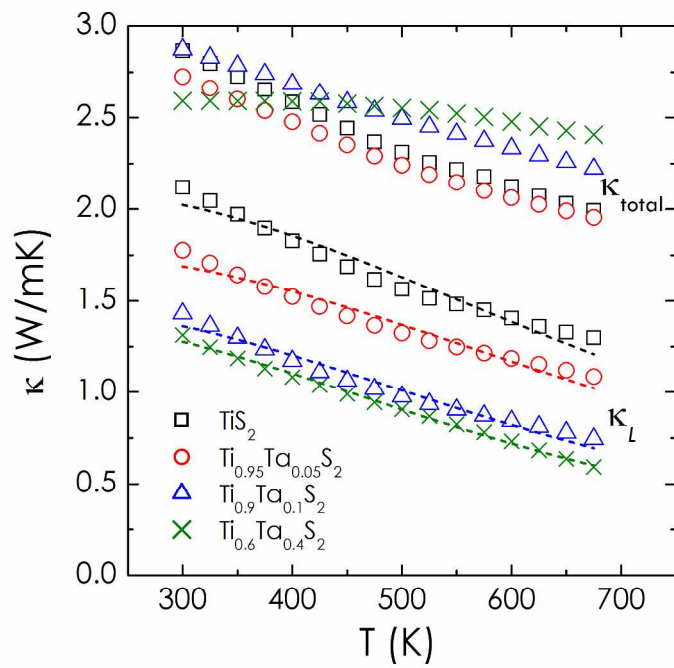 3.0
2.5
2.0
1.5
1.0
0.5
0.0
κ (W/mK)
κtotal
κL
TiS2
Ti0.95Ta0.05S2
Ti0.9Ta0.1S2
Ti0.6Ta0.4S2
300 400 500 600 700
T (K)